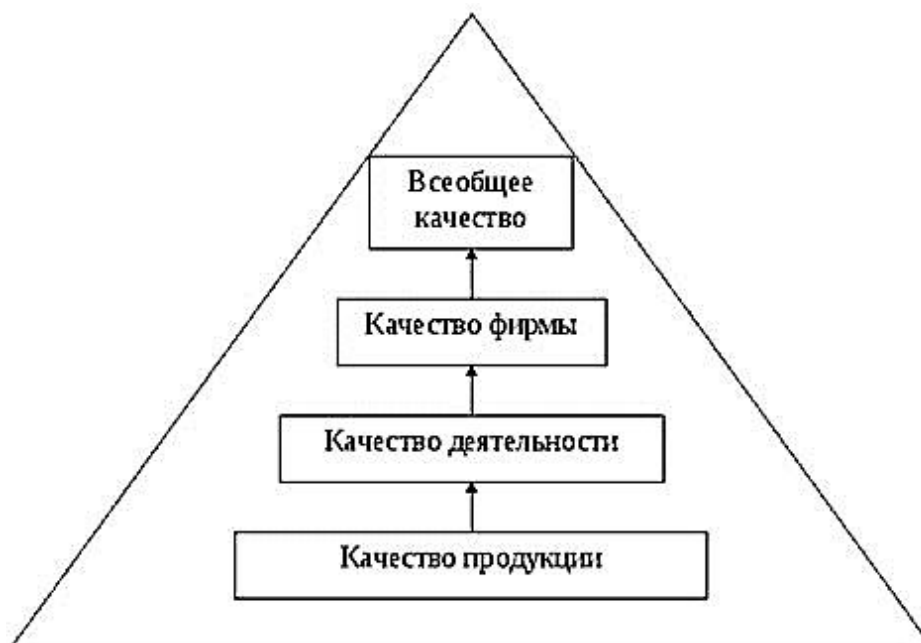 Всеобщее
качество
Качество фирмы
Качество деятельности
Качество продукции